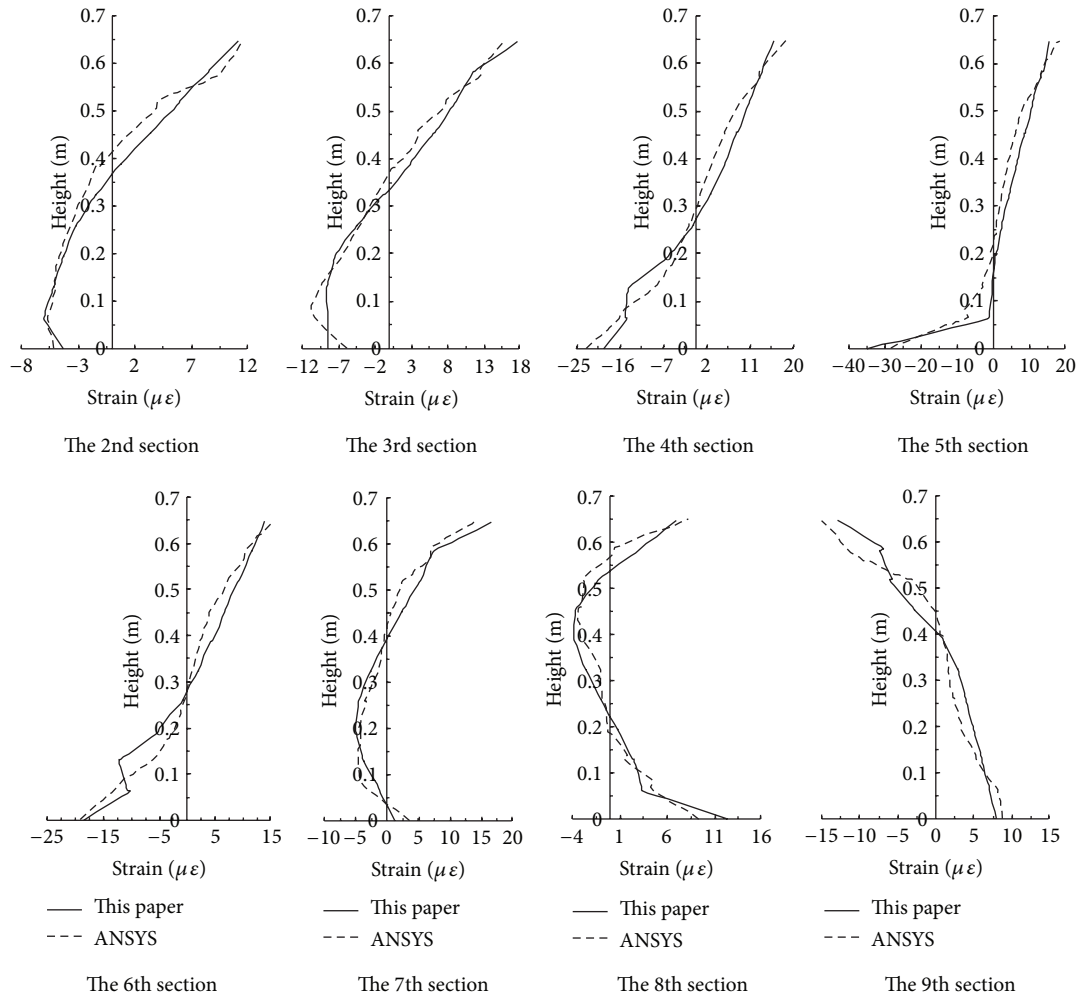 0.7
0.6
0.5
0.4
0.3
0.2
0.1
0
Height (m)
−8 −3 2 7 12
Strain (µε)
The 2nd section
0.7
0.6
0.5
0.4
0.3
0.2
0.1
0
Height (m)
−12 −7 −2 3 8 13 18
Strain (µε)
The 3rd section
0.7
0.6
0.5
0.4
0.3
0.2
0.1
0
Height (m)
−25 −16 −7 2 11 20
Strain (µε)
The 4th section
0.7
0.6
0.5
0.4
0.3
0.2
0.1
0
Height (m)
−40 −30 −20 −10 0 10 20
Strain (µε)
The 5th section
0.7
0.6
0.5
0.4
0.3
0.2
0.1
0
Height (m)
−25 −15 −5 5 15
Strain (µε)
This paper
ANSYS
The 6th section
0.7
0.6
0.5
0.4
0.3
0.2
0.1
0
Height (m)
−10 −5 0 5 10 15 20
Strain (µε)
This paper
ANSYS
The 7th section
0.7
0.6
0.5
0.4
0.3
0.2
0.1
0
Height (m)
−4 1 6 11 16
Strain (µε)
This paper
ANSYS
The 8th section
0.7
0.6
0.5
0.4
0.3
0.2
0.1
0
Height (m)
−15 −10 −5 0 5 10 15
Strain (µε)
This paper
ANSYS
The 9th section